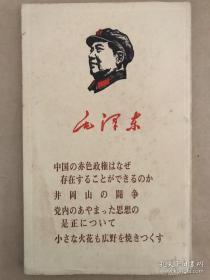 毛泽东
中国の赤色政権はなぜ
存在することができるのか
井岡山の闘争
党内のあやまった思想の
是正について
小さな火花も広野を焼きつくす